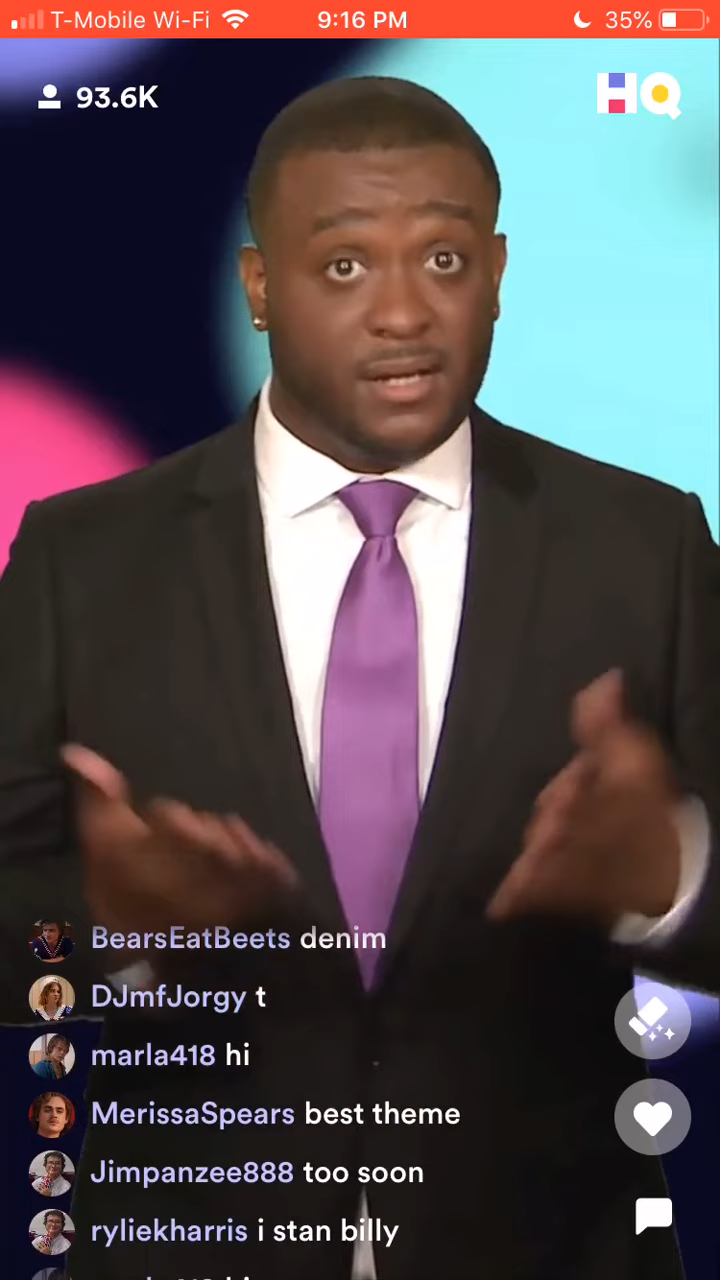 T-Mobile Wi-Fi 9:16 PM 35%
93.6K HQ
BearsEatBeets denim
DJmfJorgy t
marla418 hi
MerissaSpears best theme
Jimpanzee888 too soon
ryliekharris i stan billy